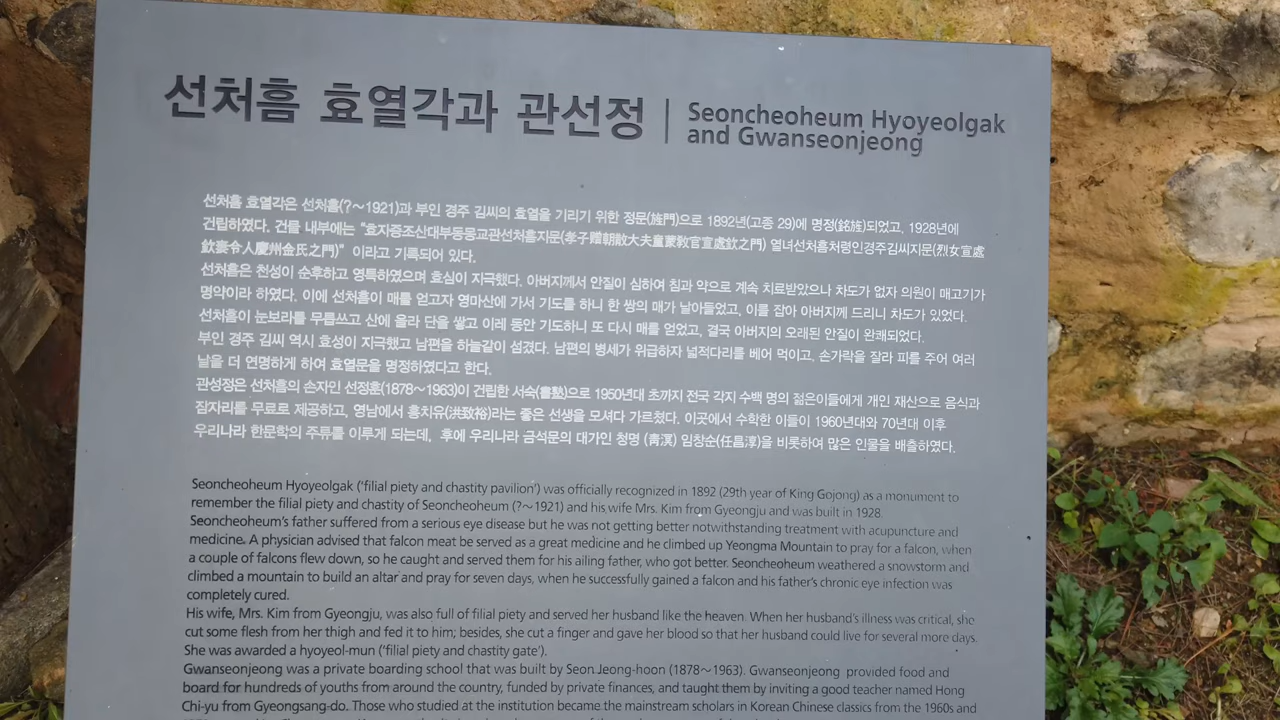 선처흠 효열각과 관선정
Seoncheoheum Hyoyeolgak
and Gwanseonjeong
선처흠 효열각은 선처흠(?~1921)과 부인 경주 김씨의 효열을 기리기 위한 정문(旌門)으로 1892년(고종 29)에 명정(銘旌)되었고, 1928년에
건립하였다. 건물 내부에는 "효자증조산대부동몽교관선처흠지문(孝子贈朝散大夫童蒙敎官宣處欽之門) 열녀선처흠처령인경주김씨지문(烈女宣處
欽妻令人慶州金氏之門)" 이라고 기록되어 있다.
선처흠은 천성이 순후하고 영특하였으며 효심이 지극했다. 아버지께서 안질이 심하여 침과 약으로 계속 치료받았으나 차도가 없자 의원이 매고기가
명약이라 하였다. 이에 선처흠이 매를 얻고자 영마산에 가서 기도를 하니 한 쌍의 매가 날아들었고, 이를 잡아 아버지께 드리니 차도가 있었다.
선처흠이 눈보라를 무릅쓰고 산에 올라 단을 쌓고 이레 동안 기도하니 또 다시 매를 얻었고, 결국 아버지의 오래된 안질이 완쾌되었다.
부인 경주 김씨 역시 효성이 지극했고 남편을 하늘같이 섬겼다. 남편의 병세가 위급하자 넓적다리를 베어 먹이고, 손가락을 잘라 피를 주어 여러
날을 더 연명하게 하여 효열문을 명정하였다고 한다.
관성정은 선처흠의 손자인 선정훈(1878~1963)이 건립한 서숙(書塾)으로 1950년대 초까지 전국 각지 수백 명의 젊은이들에게 개인 재산으로 음식과
잠자리를 무료로 제공하고, 영남에서 홍치유(洪致裕)라는 좋은 선생을 모셔다 가르쳤다. 이곳에서 수학한 이들이 1960년대와 70년대 이후
우리나라 한문학의 주류를 이루게 되는데, 후에 우리나라 금석문의 대가인 청명 (靑溟) 임창순(任昌淳)을 비롯하여 많은 인물을 배출하였다.
Seoncheoheum Hyoyeolgak ('filial piety and chastity pavilion') was officially recognized in 1892 (29th year of King Gojong) as a monument to
remember the filial piety and chastity of Seoncheoheum (?~1921) and his wife Mrs. Kim from Gyeongju and was built in 1928.
Seoncheoheum's father suffered from a serious eye disease but he was not getting better notwithstanding treatment with acupuncture and
medicine. A physician advised that falcon meat be served as a great medicine and he climbed up Yeongma Mountain to pray for a falcon, when
a couple of falcons flew down, so he caught and served them for his ailing father, who got better. Seoncheoheum weathered a snowstorm and
climbed a mountain to build an altar and pray for seven days, when he successfully gained a falcon and his father's chronic eye infection was
completely cured.
His wife, Mrs. Kim from Gyeongju, was also full of filial piety and served her husband like the heaven. When her husband's illness was critical, she
cut some flesh from her thigh and fed it to him; besides, she cut a finger and gave her blood so that her husband could live for several more days.
She was awarded a hyoyeol-mun ('filial piety and chastity gate').
Gwanseonjeong was a private boarding school that was built by Seon Jeong-hoon (1878~1963). Gwanseonjeong provided food and
board for hundreds of youths from around the country, funded by private finances, and taught them by inviting a good teacher named Hong
Chi-yu from Gyeongsang-do. Those who studied at the institution became the mainstream scholars in Korean Chinese classics from the 1960s and